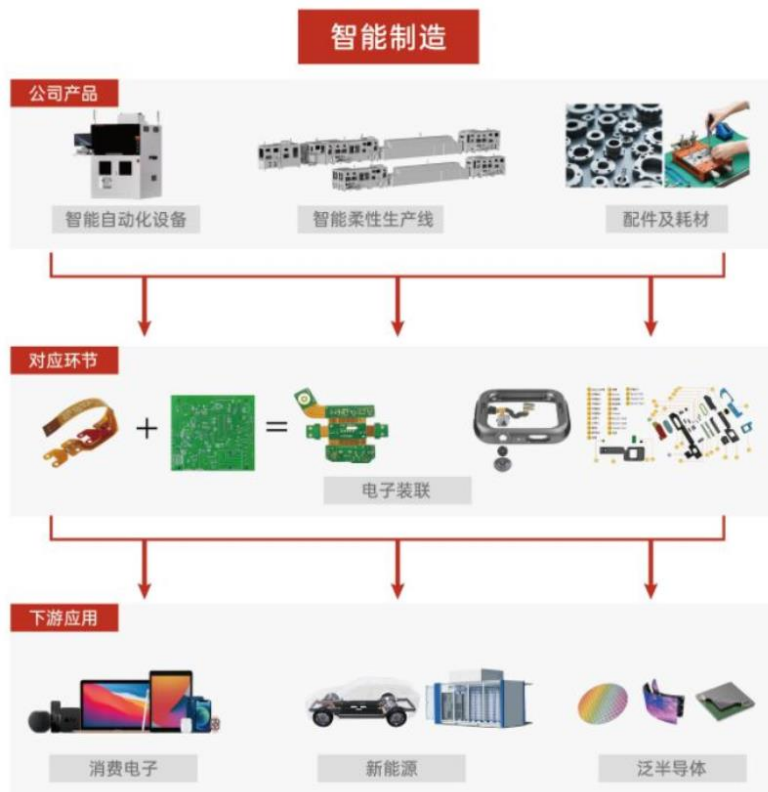 智能制造
公司产品
智能自动化设备
智能柔性生产线
配件及耗材
对应环节
+
=
电子装联
下游应用
消费电子
新能源
泛半导体